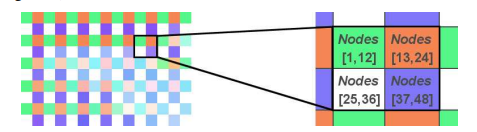 Nodes
[1,12]
Nodes
[13,24]
Nodes
[25,36]
Nodes
[37,48]